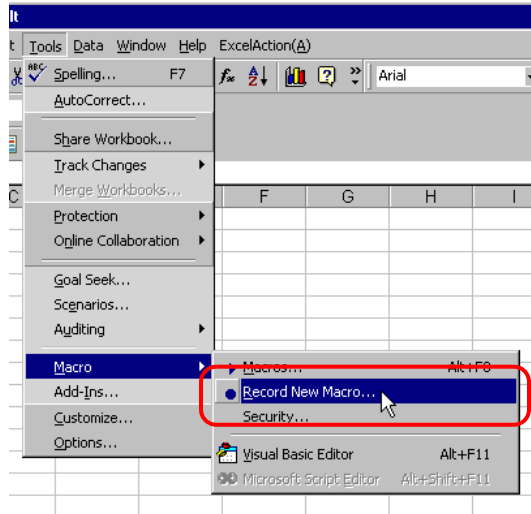 lt
t Tools Data Window Help ExcelAction(A)
ABC Spelling... F7 Arial
AutoCorrect...
Share Workbook...
Track Changes
Merge Workbooks...
C F G H I
Protection
Online Collaboration
Goal Seek...
Scenarios...
Auditing
Macro Macros... Alt+F8
Add-Ins... Record New Macro...
Customize... Security...
Options... Visual Basic Editor Alt+F11
Microsoft Script Editor Alt+Shift+F11